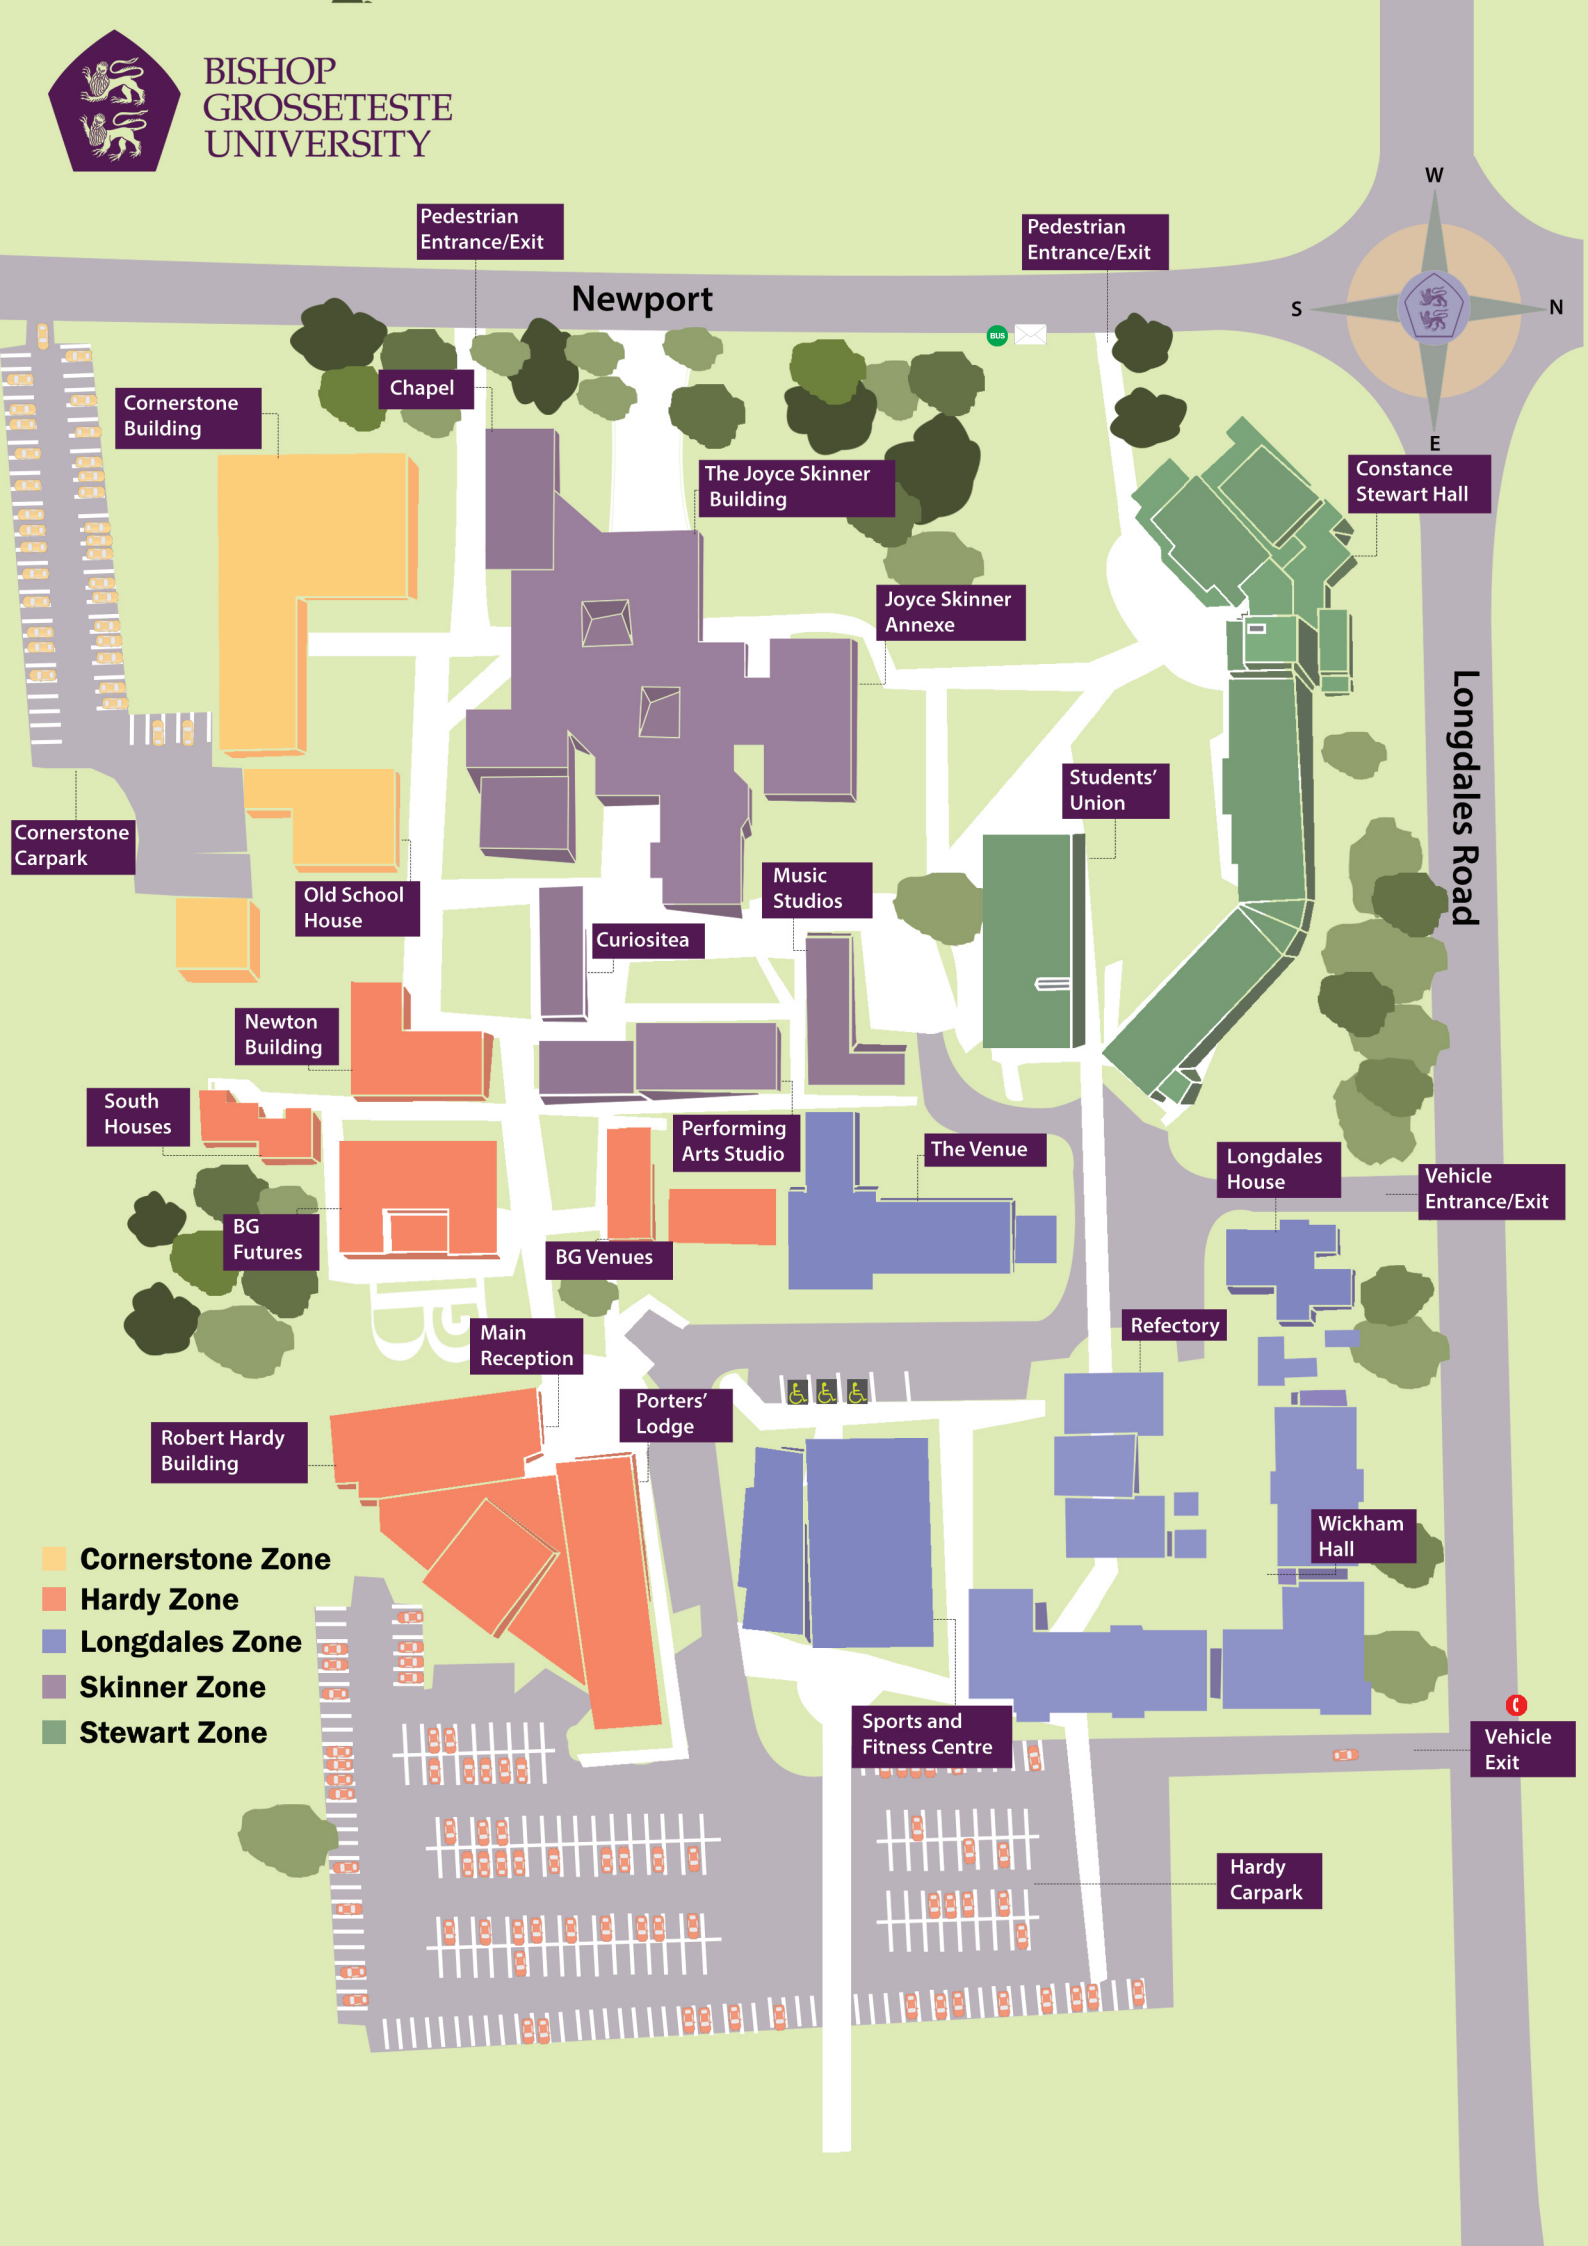 BISHOP
GROSSETESTE
UNIVERSITY
W
S
N
E
Pedestrian
Entrance/Exit
Pedestrian
Entrance/Exit
Newport
BUS
Chapel
Cornerstone
Building
The Joyce Skinner
Building
Constance
Stewart Hall
Joyce Skinner
Annexe
Longdales Road
Students'
Union
Cornerstone
Carpark
Old School
House
Music
Studios
Curiositea
Newton
Building
South
Houses
Performing
Arts Studio
The Venue
Longdales
House
Vehicle
Entrance/Exit
BG
Futures
BG Venues
BG
Main
Reception
Refectory
Porters'
Lodge
Robert Hardy
Building
Wickham
Hall
Cornerstone Zone
Hardy Zone
Longdales Zone
Skinner Zone
Stewart Zone
Sports and
Fitness Centre
Vehicle
Exit
Hardy
Carpark